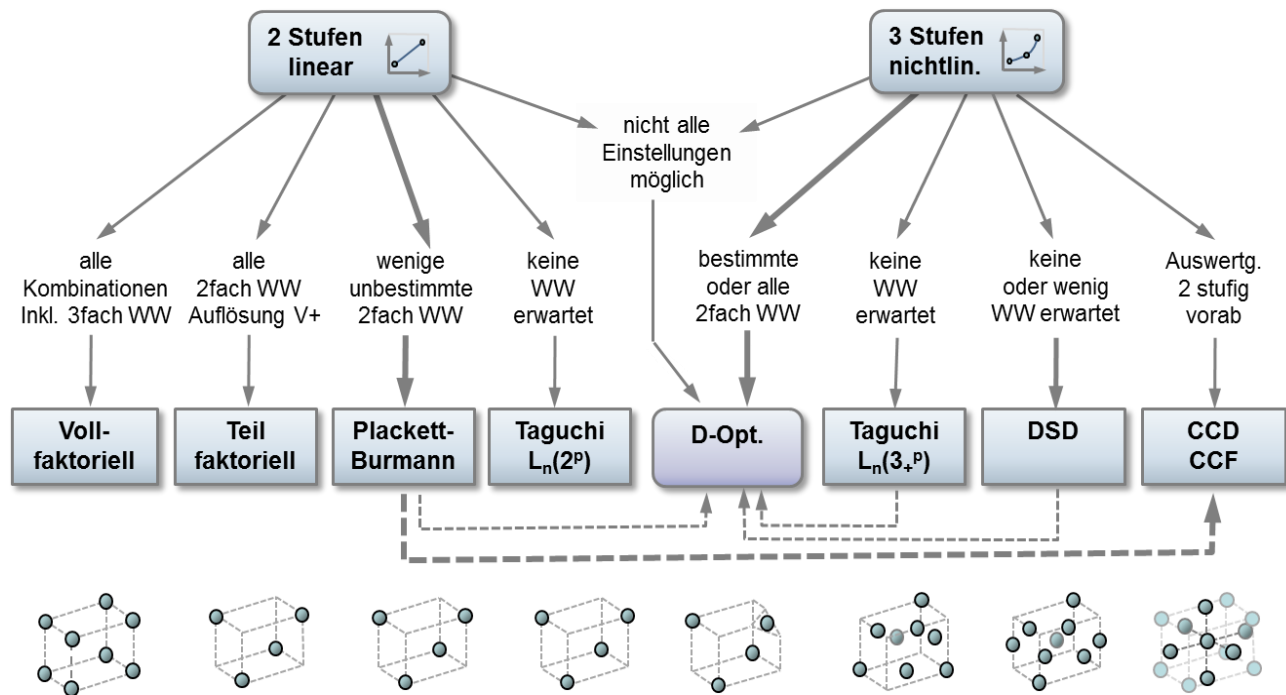 2 Stufen
linear
3 Stufen
nichtlin.
nicht alle
Einstellungen
möglich
alle
Kombinationen
Inkl. 3fach WW
alle
2fach WW
Auflösung V+
wenige
unbestimmte
2fach WW
keine
WW
erwartet
bestimmte
oder alle
2fach WW
keine
WW
erwartet
keine
oder wenig
WW erwartet
Auswertg.
2 stufig
vorab
Voll-
faktoriell
Teil
faktoriell
Plackett-
Burmann
Taguchi
Lₙ(2ᵖ)
D-Opt.
Taguchi
Lₙ(3₊ᵖ)
DSD
CCD
CCF